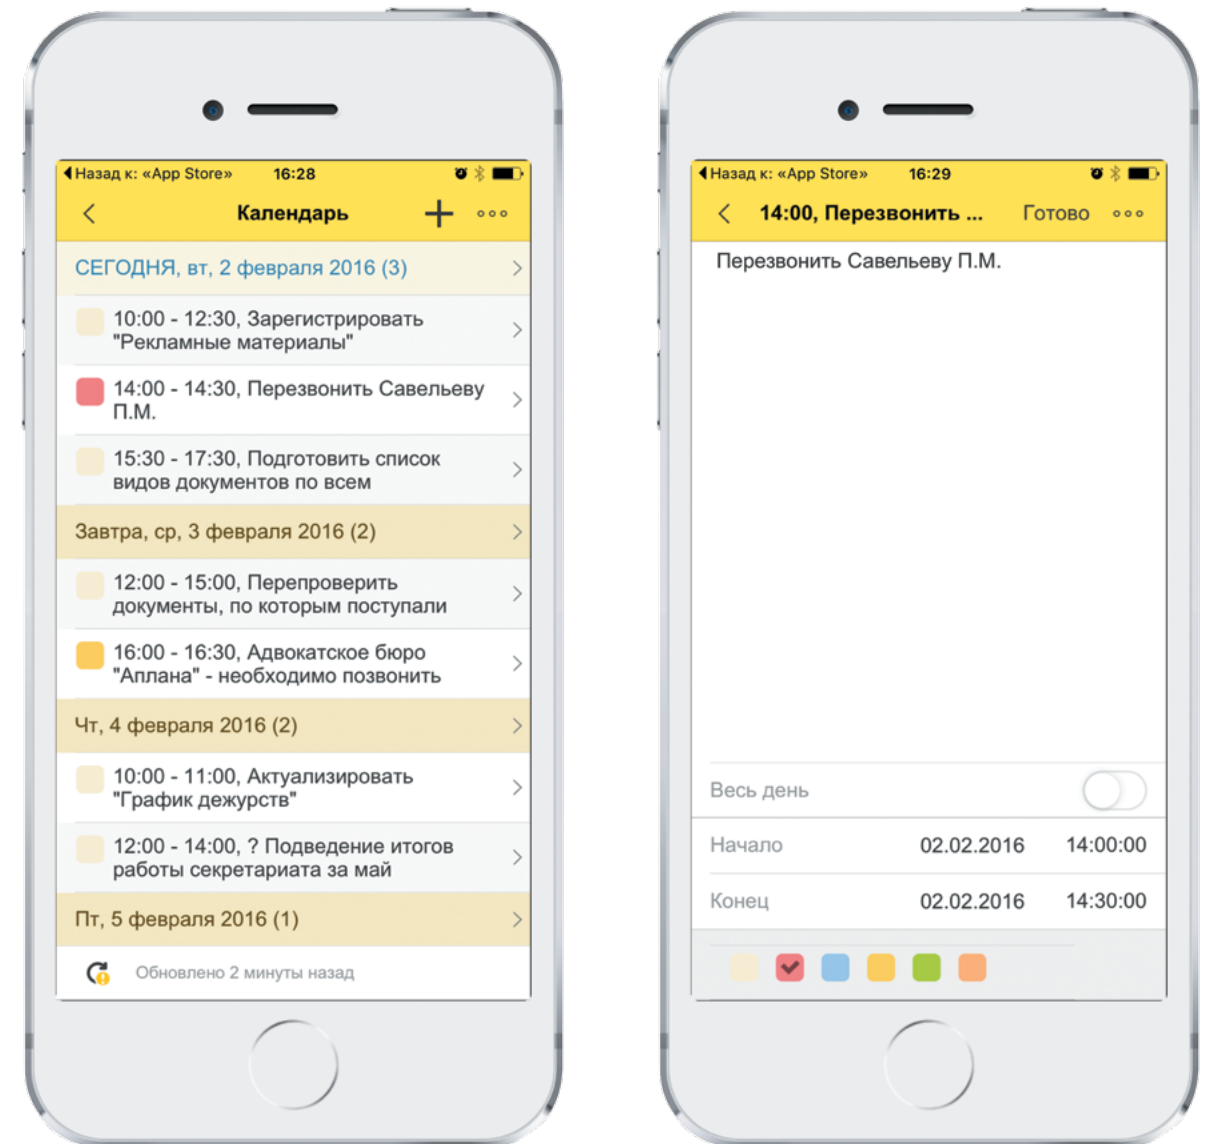 Назад к: «App Store» 16:28
Календарь
СЕГОДНЯ, вт, 2 февраля 2016 (3)
10:00 - 12:30, Зарегистрировать
"Рекламные материалы"
14:00 - 14:30, Перезвонить Савельеву
П.М.
15:30 - 17:30, Подготовить список
видов документов по всем
Завтра, ср, 3 февраля 2016 (2)
12:00 - 15:00, Перепроверить
документы, по которым поступали
16:00 - 16:30, Адвокатское бюро
"Аплана" - необходимо позвонить
Чт, 4 февраля 2016 (2)
10:00 - 11:00, Актуализировать
"График дежурств"
12:00 - 14:00, ? Подведение итогов
работы секретариата за май
Пт, 5 февраля 2016 (1)
Обновлено 2 минуты назад
Назад к: «App Store» 16:29
14:00, Перезвонить ... Готово
Перезвонить Савельеву П.М.
Весь день
Начало 02.02.2016 14:00:00
Конец 02.02.2016 14:30:00